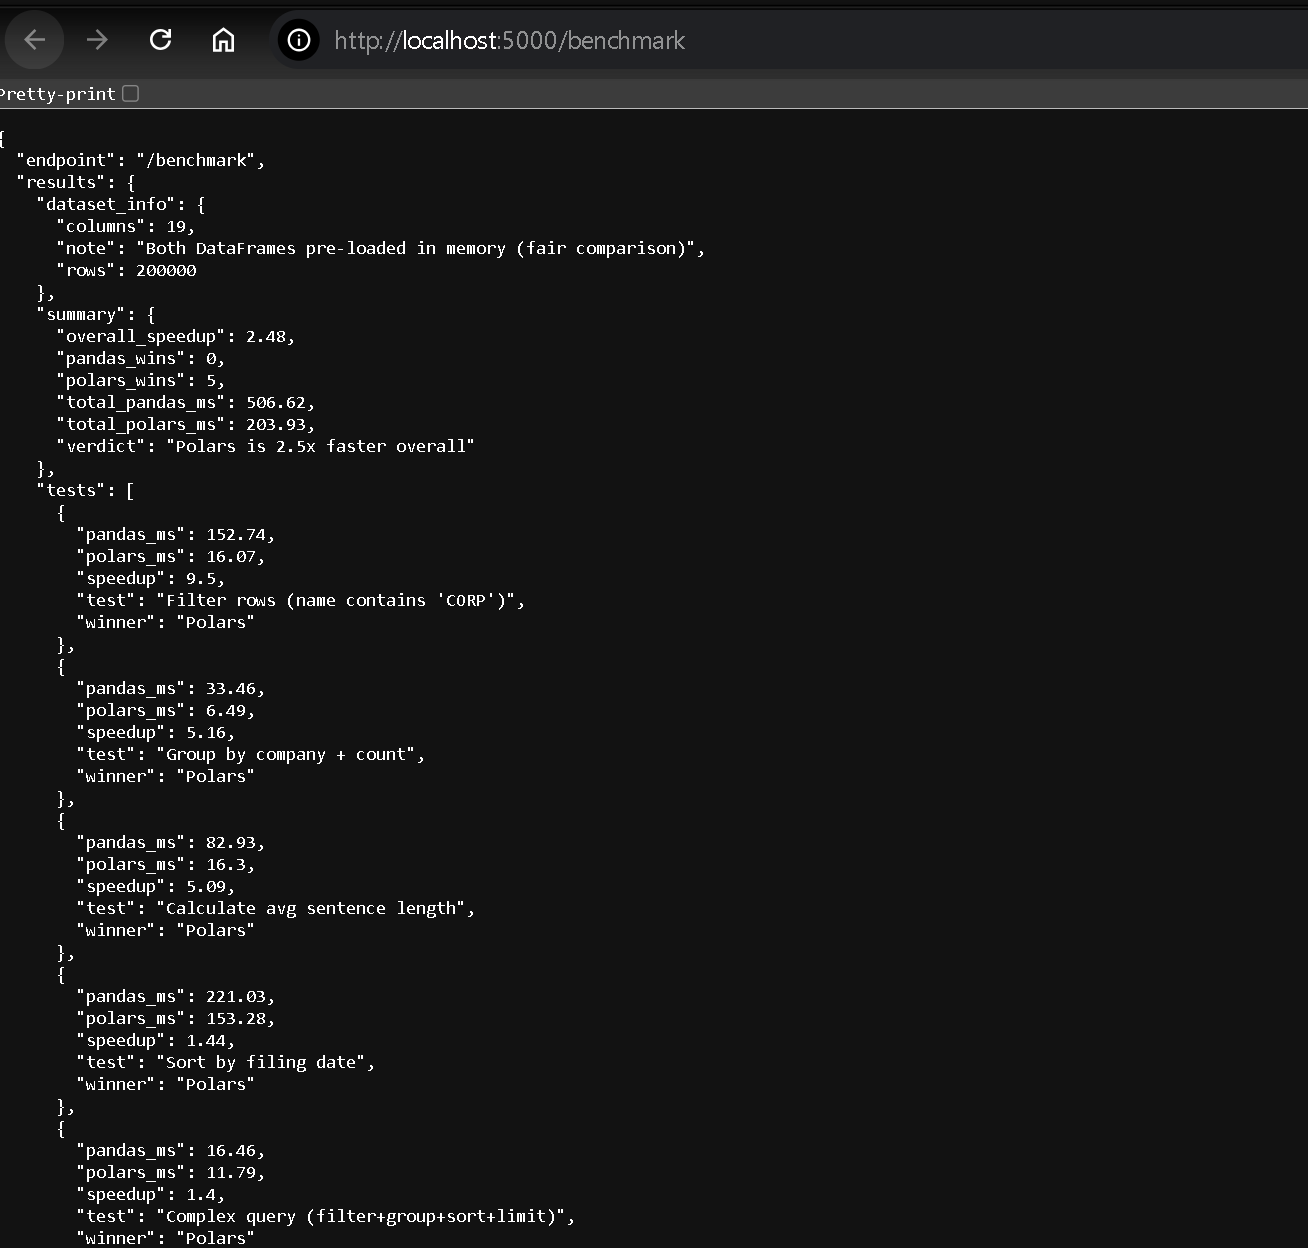 http://localhost:5000/benchmark
Pretty-print
{
"endpoint": "/benchmark",
"results": {
"dataset_info": {
"columns": 19,
"note": "Both DataFrames pre-loaded in memory (fair comparison)",
"rows": 200000
},
"summary": {
"overall_speedup": 2.48,
"pandas_wins": 0,
"polars_wins": 5,
"total_pandas_ms": 506.62,
"total_polars_ms": 203.93,
"verdict": "Polars is 2.5x faster overall"
},
"tests": [
{
"pandas_ms": 152.74,
"polars_ms": 16.07,
"speedup": 9.5,
"test": "Filter rows (name contains 'CORP')",
"winner": "Polars"
},
{
"pandas_ms": 33.46,
"polars_ms": 6.49,
"speedup": 5.16,
"test": "Group by company + count",
"winner": "Polars"
},
{
"pandas_ms": 82.93,
"polars_ms": 16.3,
"speedup": 5.09,
"test": "Calculate avg sentence length",
"winner": "Polars"
},
{
"pandas_ms": 221.03,
"polars_ms": 153.28,
"speedup": 1.44,
"test": "Sort by filing date",
"winner": "Polars"
},
{
"pandas_ms": 16.46,
"polars_ms": 11.79,
"speedup": 1.4,
"test": "Complex query (filter+group+sort+limit)",
"winner": "Polars"